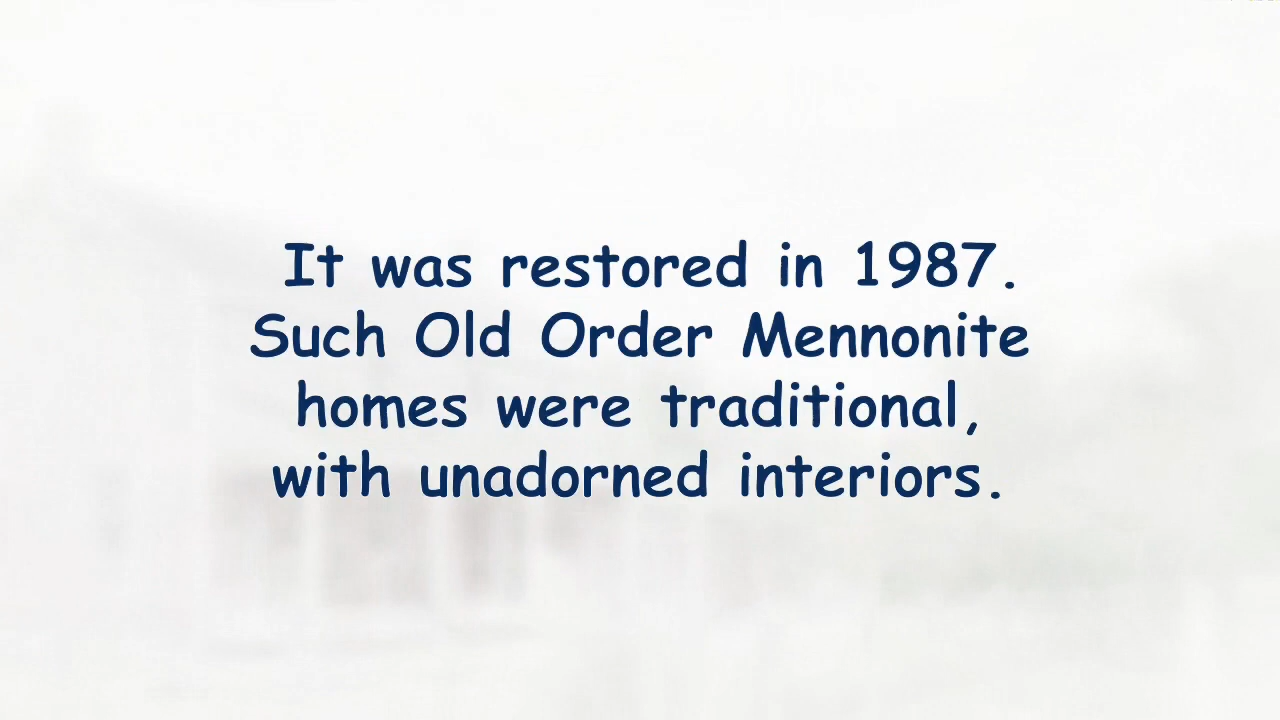 It was restored in 1987.
Such Old Order Mennonite
homes were traditional,
with unadorned interiors.